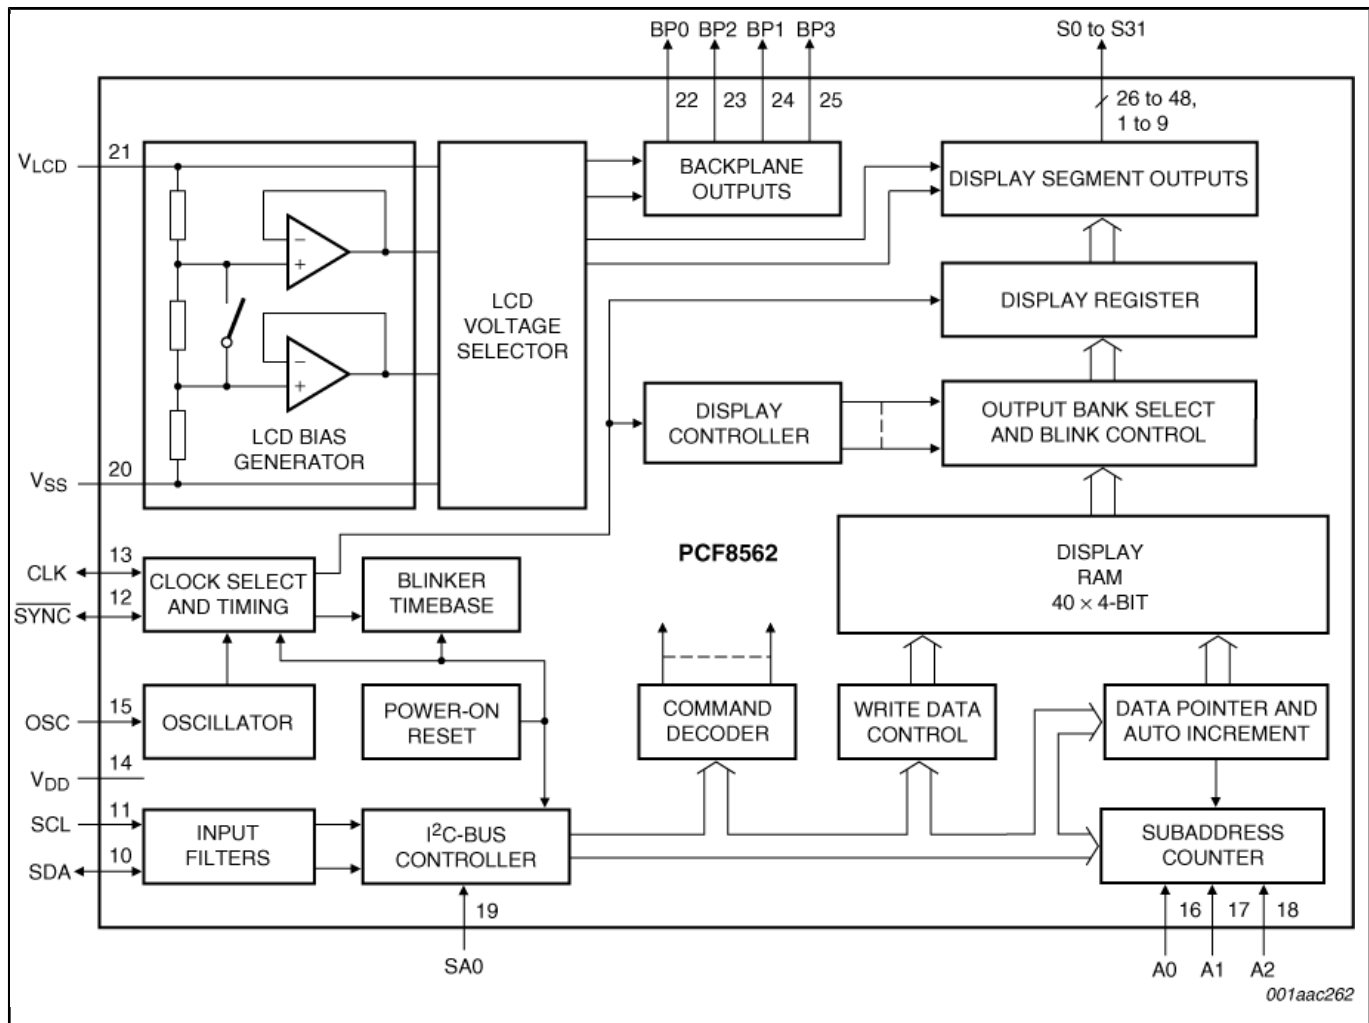 BP0 BP2 BP1 BP3
S0 to S31
22 23 24 25
26 to 48,
1 to 9
VLCD
21
BACKPLANE
OUTPUTS
DISPLAY SEGMENT OUTPUTS
−
+
LCD
VOLTAGE
SELECTOR
DISPLAY REGISTER
−
+
LCD BIAS
GENERATOR
DISPLAY
CONTROLLER
OUTPUT BANK SELECT
AND BLINK CONTROL
VSS
20
PCF8562
DISPLAY
RAM
40 × 4-BIT
CLK
13
SYNC
12
CLOCK SELECT
AND TIMING
BLINKER
TIMEBASE
OSC
15
OSCILLATOR
POWER-ON
RESET
COMMAND
DECODER
WRITE DATA
CONTROL
DATA POINTER AND
AUTO INCREMENT
VDD
14
SCL
11
SDA
10
INPUT
FILTERS
I2C-BUS
CONTROLLER
SUBADDRESS
COUNTER
19
16 17 18
SA0
A0 A1 A2
001aac262